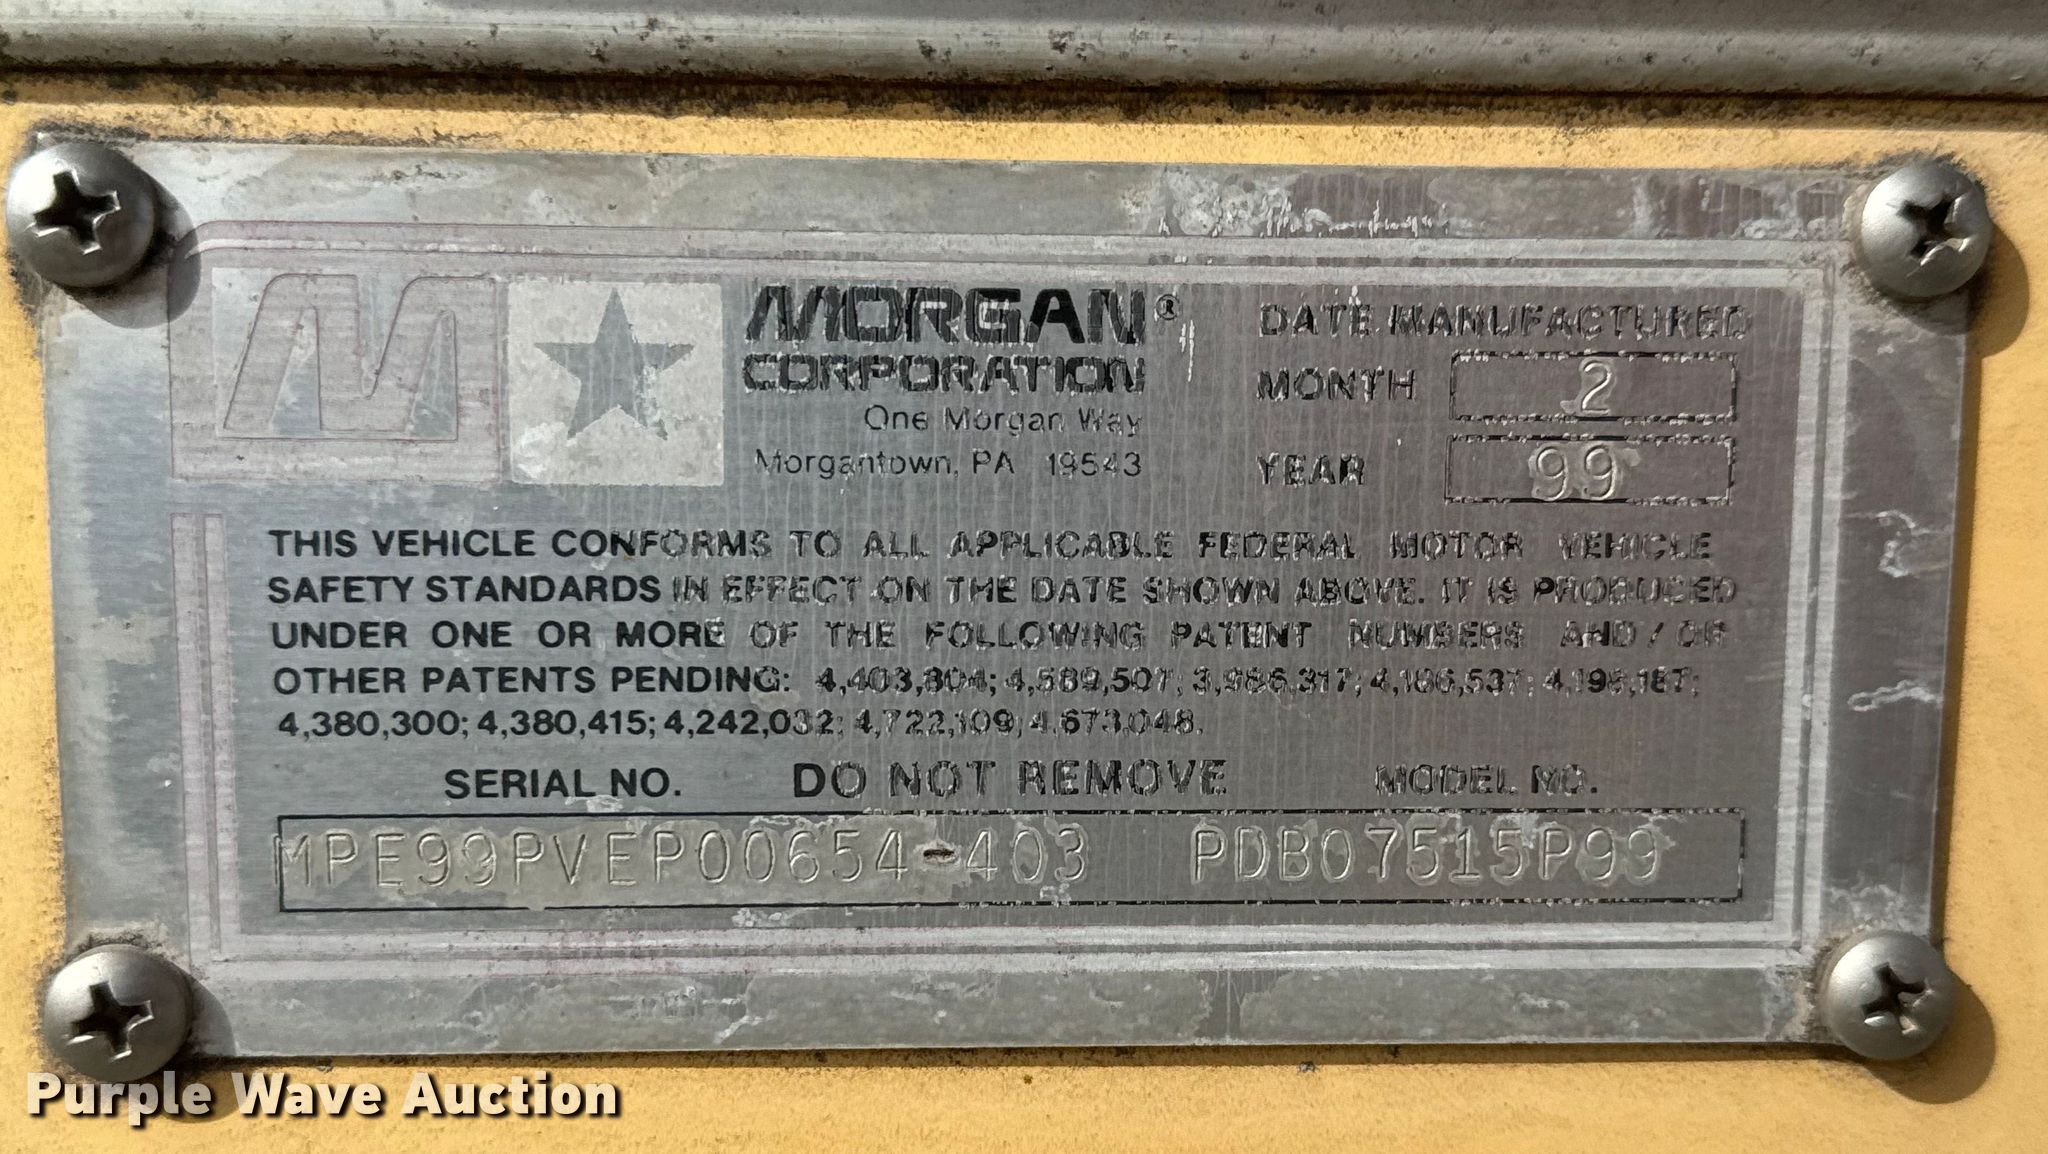 MORGAN®
CORPORATION
One Morgan Way
Morgantown, PA 19543
DATE MANUFACTURED
MONTH 2
YEAR 99
THIS VEHICLE CONFORMS TO ALL APPLICABLE FEDERAL MOTOR VEHICLE
SAFETY STANDARDS IN EFFECT ON THE DATE SHOWN ABOVE. IT IS PRODUCED
UNDER ONE OR MORE OF THE FOLLOWING PATENT NUMBERS AND / OR
OTHER PATENTS PENDING: 4,403,804; 4,589,507; 3,986,317; 4,186,537; 4,198,187;
4,380,300; 4,380,415; 4,242,032; 4,722,109; 4,673,048.
SERIAL NO. DO NOT REMOVE MODEL NO.
MPE99PVEP00654-403 PDB07515P99
Purple Wave Auction